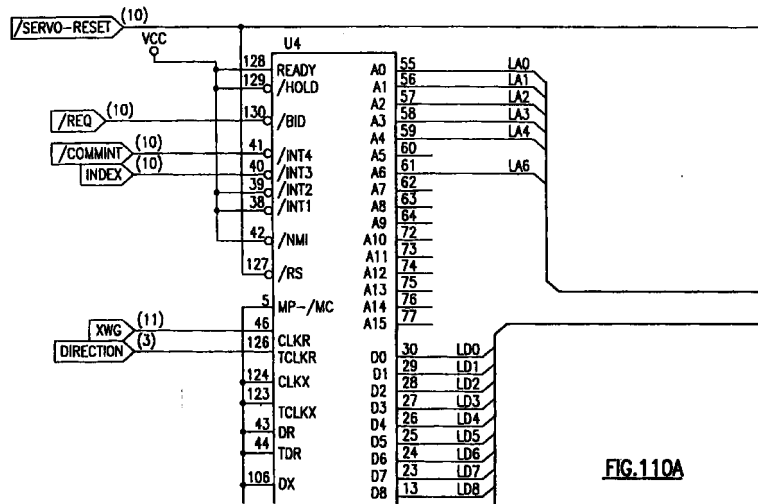 /SERVO-RESET (10)
VCC
U4
128 READY A0 55 LA0
129 /HOLD A1 56 LA1
A2 57 LA2
/REQ (10) 130 /BID A3 58 LA3
A4 59 LA4
/COMMINT (10) 41 /INT4 A5 60
INDEX (10) 40 /INT3 A6 61 LA6
39 /INT2 A7 62
38 /INT1 A8 63
A9 64
42 /NMI A10 72
A11 73
127 /RS A12 74
A13 75
5 MP-/MC A14 76
XWG (11) 46 CLKR A15 77
DIRECTION (3) 126 TCLKR D0 30 LD0
124 CLKX D1 29 LD1
123 D2 28 LD2
TCLKX D3 27 LD3
43 DR D4 26 LD4
44 TDR D5 25 LD5
D6 24 LD6
106 DX D7 23 LD7
D8 13 LD8
FIG.110A